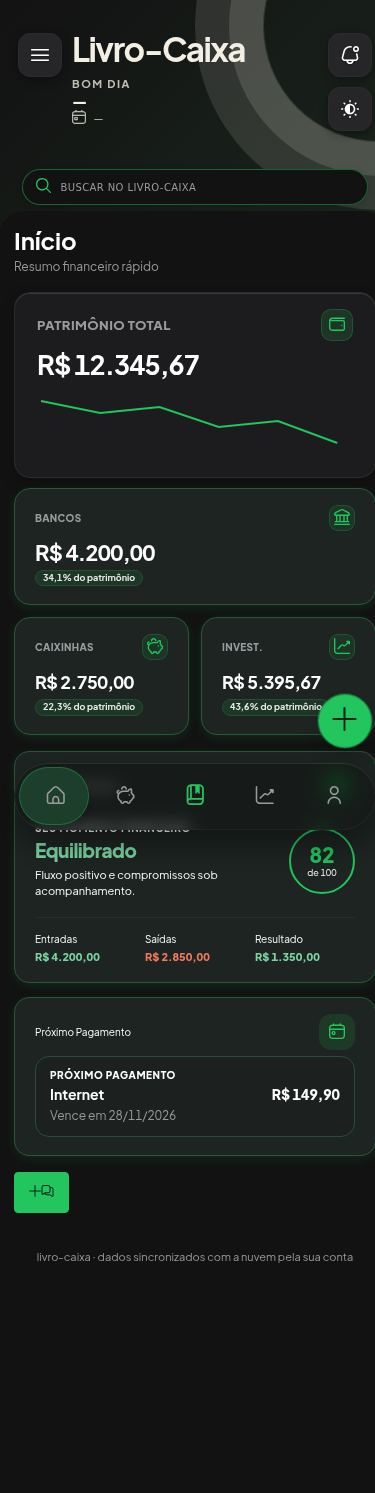 Livro-Caixa
BOM DIA
—
—
BUSCAR NO LIVRO-CAIXA
Início
Resumo financeiro rápido
PATRIMÔNIO TOTAL
R$ 12.345,67
BANCOS
R$ 4.200,00
34,1% do patrimônio
CAIXINHAS
R$ 2.750,00
22,3% do patrimônio
INVEST.
R$ 5.395,67
43,6% do patrimônio
SEU MOMENTO FINANCEIRO
Equilibrado
Fluxo positivo e compromissos sob
acompanhamento.
82
de 100
Entradas
R$ 4.200,00
Saídas
R$ 2.850,00
Resultado
R$ 1.350,00
Próximo Pagamento
PRÓXIMO PAGAMENTO
Internet
R$ 149,90
Vence em 28/11/2026
livro-caixa · dados sincronizados com a nuvem pela sua conta